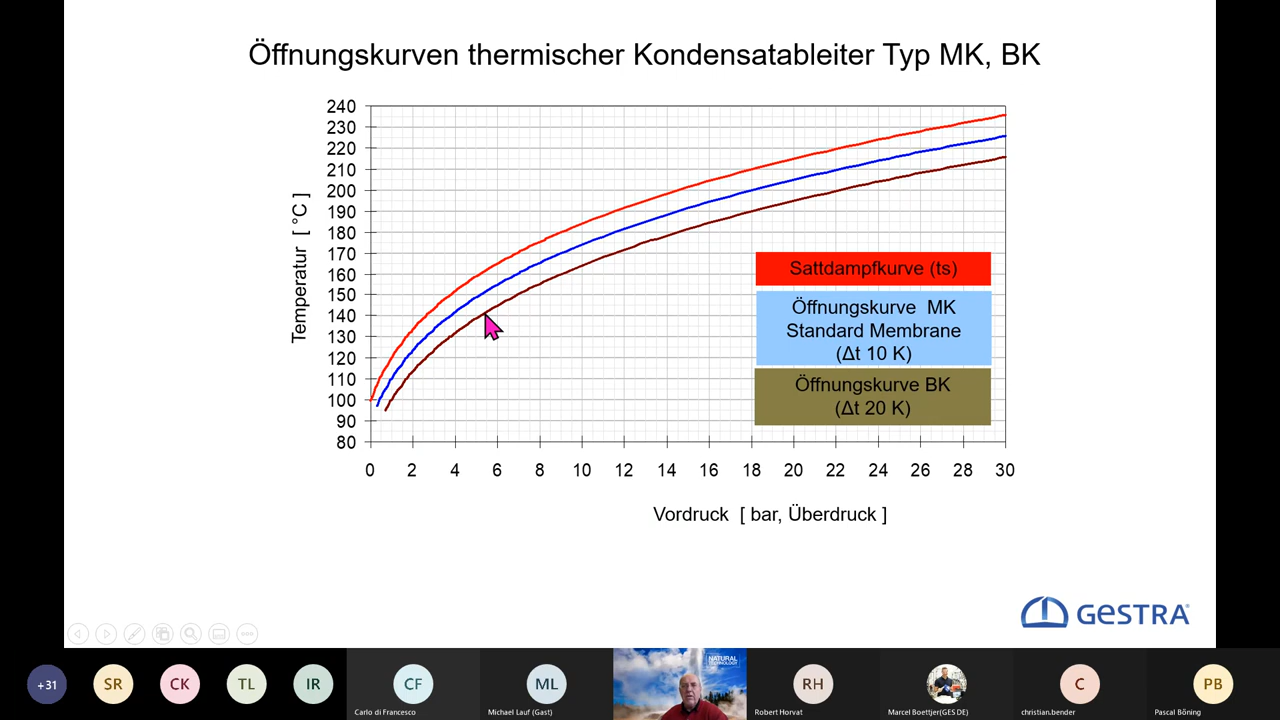 Öffnungskurven thermischer Kondensatableiter Typ MK, BK
240
230
220
210
200
190
180
170
160
150
140
130
120
110
100
90
80
Temperatur [ °C ]
Sattdampfkurve (ts)
Öffnungskurve MK
Standard Membrane
(Δt 10 K)
Öffnungskurve BK
(Δt 20 K)
0 2 4 6 8 10 12 14 16 18 20 22 24 26 28 30
Vordruck [ bar, Überdruck ]
GESTRA
NATURAL
TECHNOLOGY
+31 SR CK TL IR CF ML RH C PB
Carlo di Francesco Michael Lauf (Gast) Robert Horvat Marcel Boettjer(GES DE) christian.bender Pascal Böning